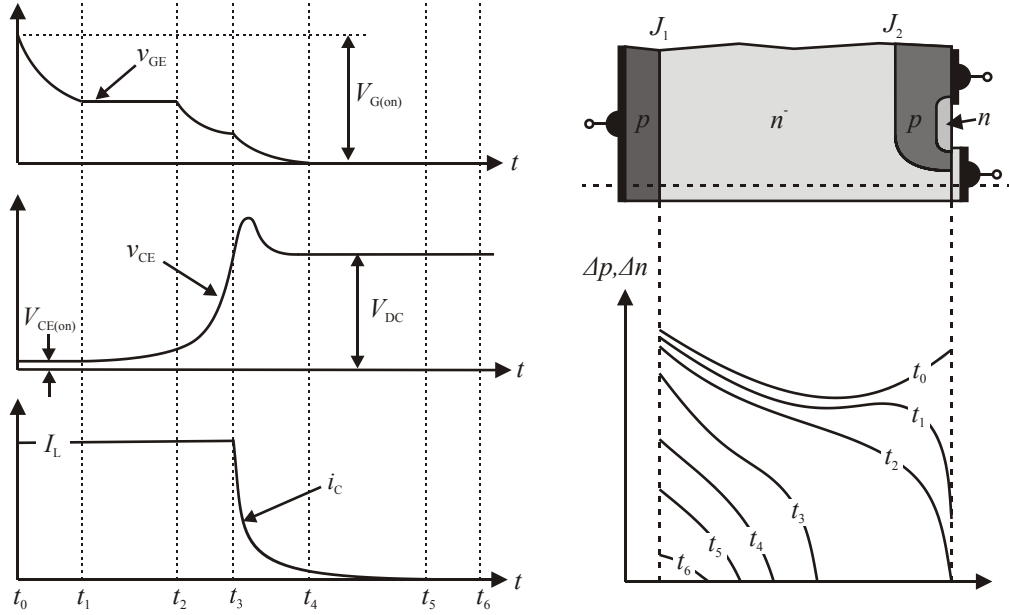 t
v_GE
V_G(on)
t
v_CE
V_CE(on)
V_DC
t
I_L
i_C
t
t_0 t_1 t_2 t_3 t_4 t_5 t_6
J_1 J_2
p n^- p n
Δp,Δn
t_0
t_1
t_2
t_3
t_4
t_5
t_6